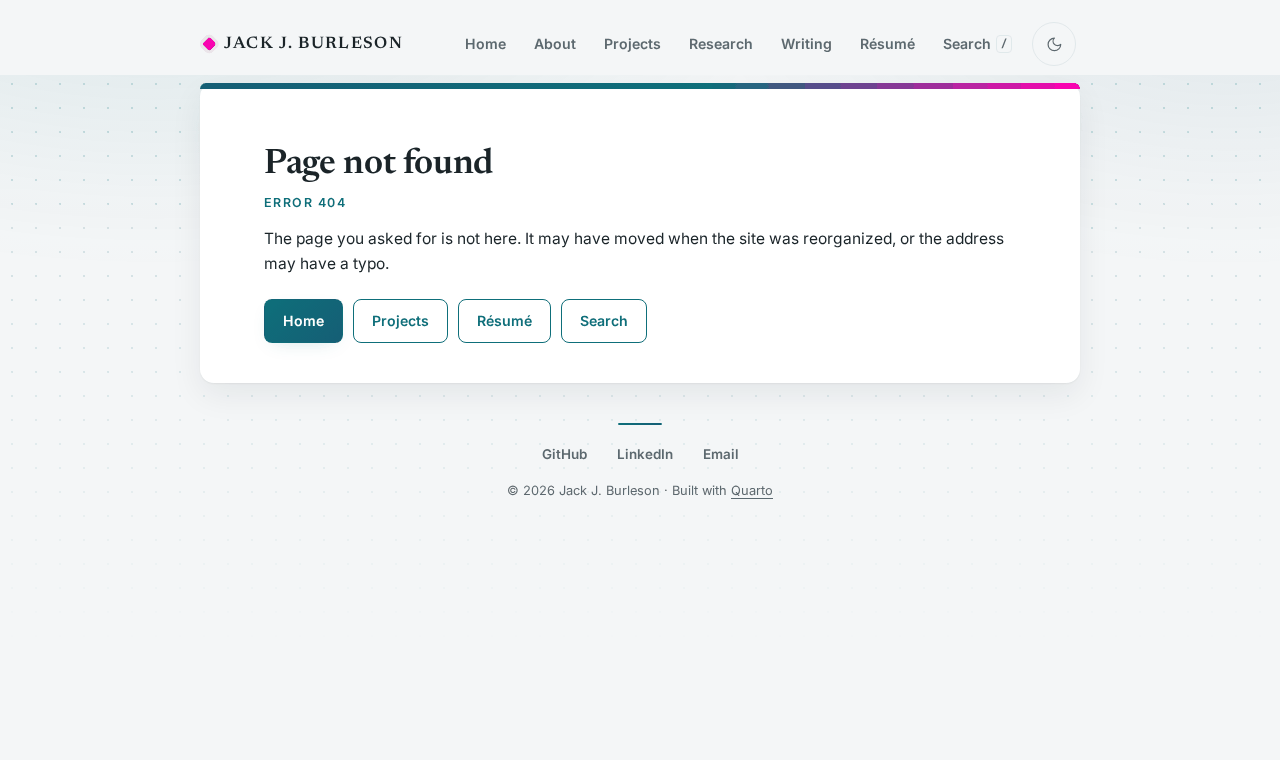 JACK J. BURLESON
Home About Projects Research Writing Résumé Search /
Page not found
ERROR 404
The page you asked for is not here. It may have moved when the site was reorganized, or the address
may have a typo.
Home Projects Résumé Search
GitHub LinkedIn Email
© 2026 Jack J. Burleson · Built with Quarto